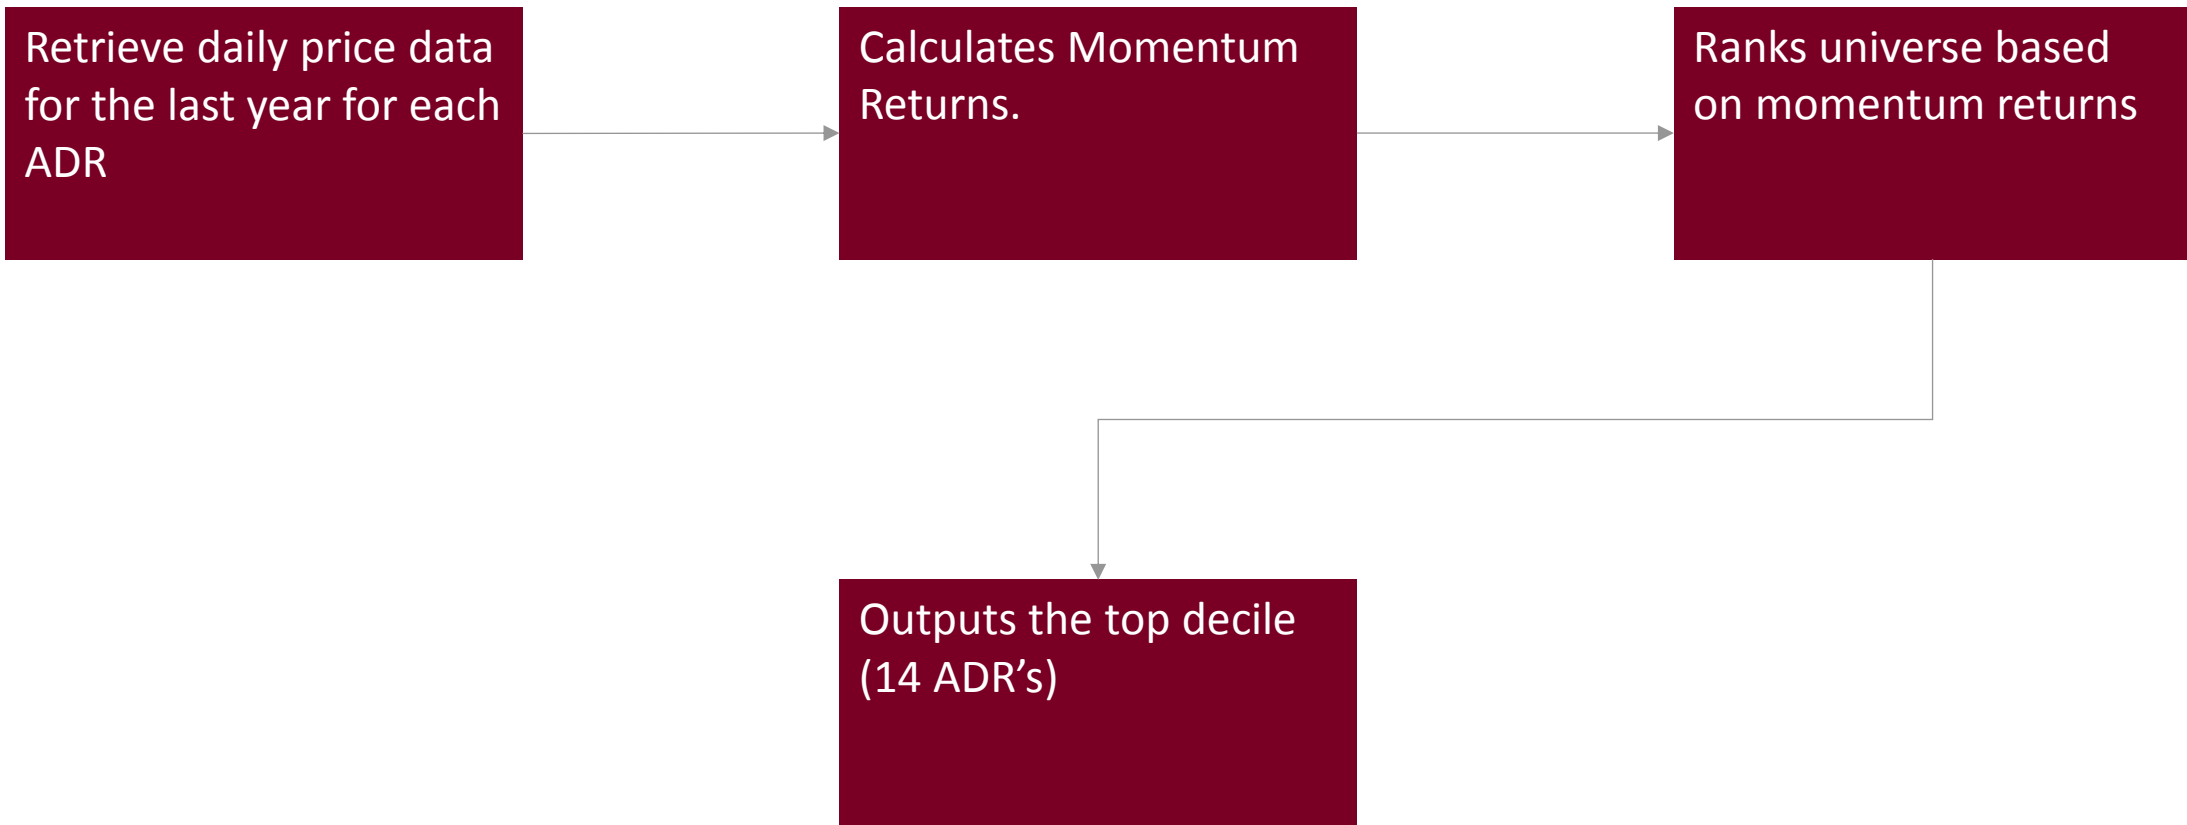 Retrieve daily price data
for the last year for each
ADR
Calculates Momentum
Returns.
Ranks universe based
on momentum returns
Outputs the top decile
(14 ADR’s)